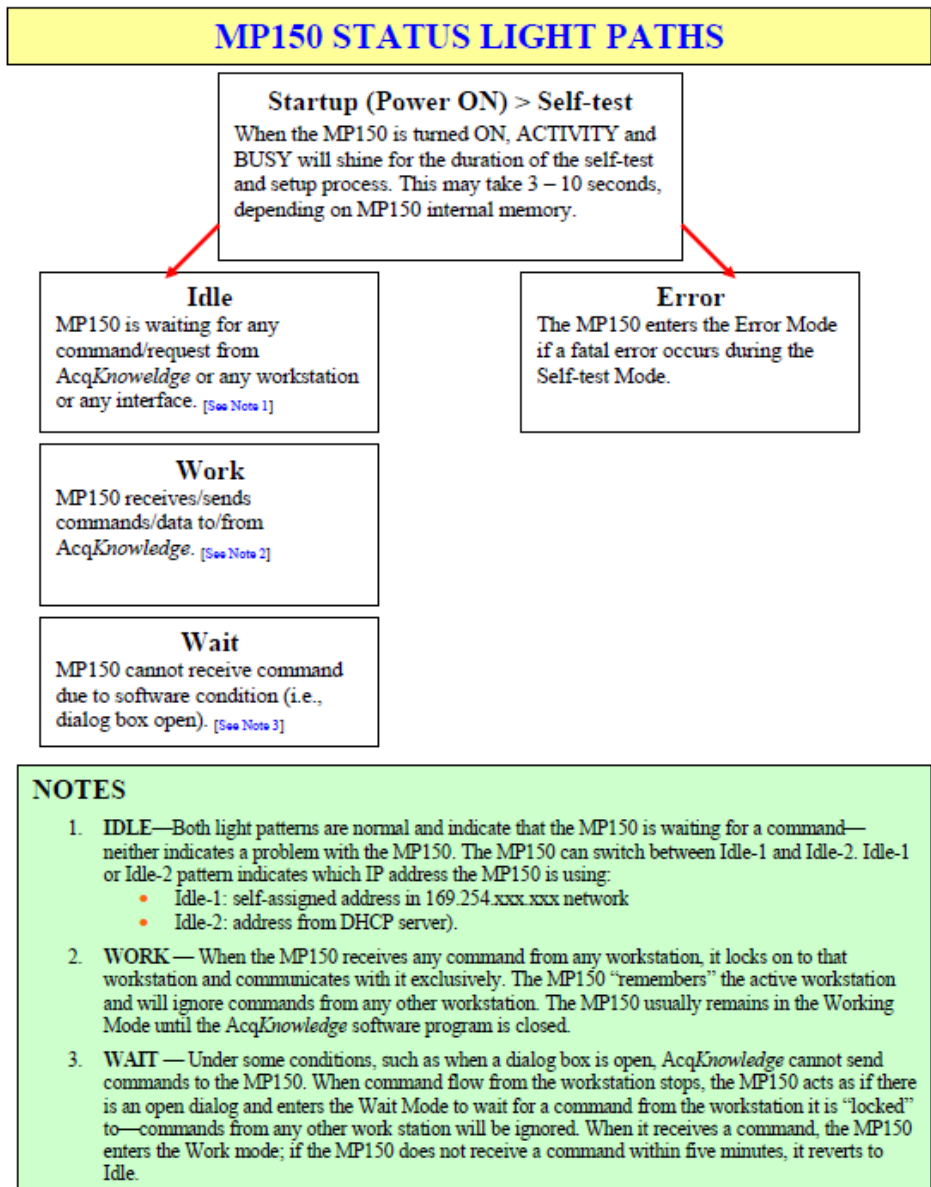 MP150 STATUS LIGHT PATHS
Startup (Power ON) > Self-test
When the MP150 is turned ON, ACTIVITY and
BUSY will shine for the duration of the self-test
and setup process. This may take 3 – 10 seconds,
depending on MP150 internal memory.
Idle
MP150 is waiting for any
command/request from
AcqKnoweldge or any workstation
or any interface. [See Note 1]
Error
The MP150 enters the Error Mode
if a fatal error occurs during the
Self-test Mode.
Work
MP150 receives/sends
commands/data to/from
AcqKnowledge. [See Note 2]
Wait
MP150 cannot receive command
due to software condition (i.e.,
dialog box open). [See Note 3]
NOTES
1. IDLE—Both light patterns are normal and indicate that the MP150 is waiting for a command—
neither indicates a problem with the MP150. The MP150 can switch between Idle-1 and Idle-2. Idle-1
or Idle-2 pattern indicates which IP address the MP150 is using:
• Idle-1: self-assigned address in 169.254.xxx.xxx network
• Idle-2: address from DHCP server).
2. WORK — When the MP150 receives any command from any workstation, it locks on to that
workstation and communicates with it exclusively. The MP150 “remembers” the active workstation
and will ignore commands from any other workstation. The MP150 usually remains in the Working
Mode until the AcqKnowledge software program is closed.
3. WAIT — Under some conditions, such as when a dialog box is open, AcqKnowledge cannot send
commands to the MP150. When command flow from the workstation stops, the MP150 acts as if there
is an open dialog and enters the Wait Mode to wait for a command from the workstation it is “locked”
to—commands from any other work station will be ignored. When it receives a command, the MP150
enters the Work mode; if the MP150 does not receive a command within five minutes, it reverts to
Idle.